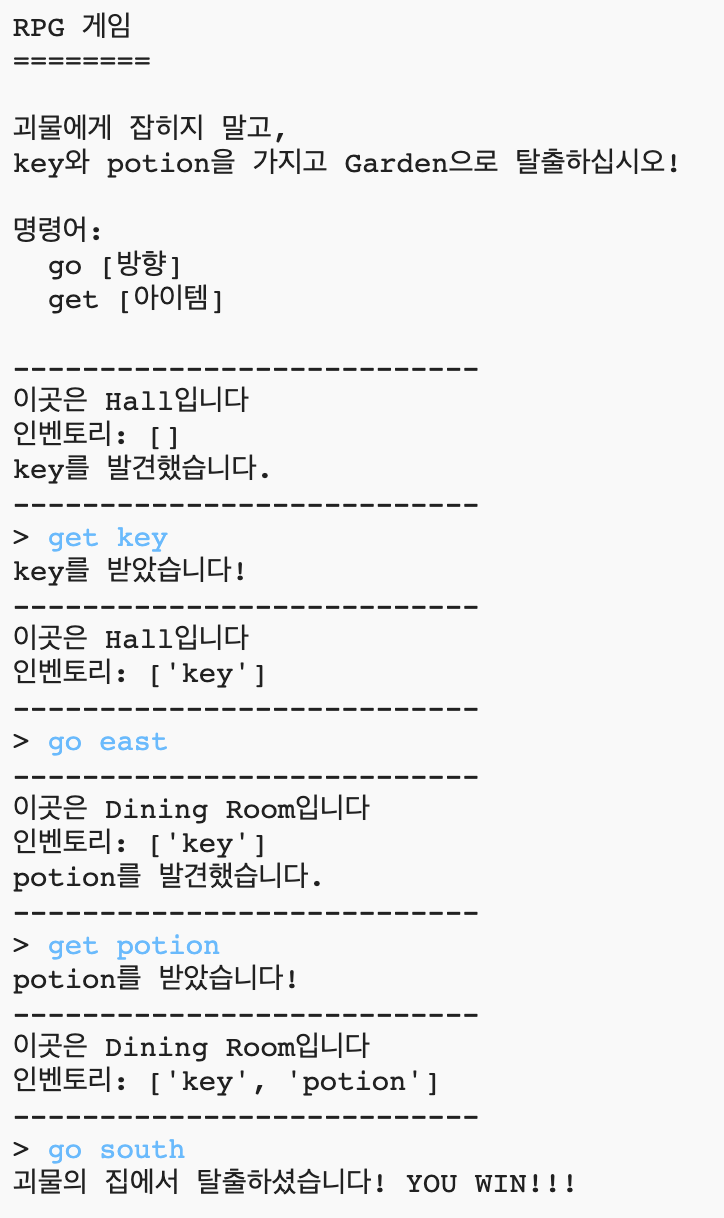 RPG 게임
========
괴물에게 잡히지 말고,
key와 potion을 가지고 Garden으로 탈출하십시오!
명령어:
  go [방향]
  get [아이템]
---------------------------
이곳은 Hall입니다
인벤토리: []
key를 발견했습니다.
---------------------------
> get key
key를 받았습니다!
---------------------------
이곳은 Hall입니다
인벤토리: ['key']
---------------------------
> go east
---------------------------
이곳은 Dining Room입니다
인벤토리: ['key']
potion를 발견했습니다.
---------------------------
> get potion
potion를 받았습니다!
---------------------------
이곳은 Dining Room입니다
인벤토리: ['key', 'potion']
---------------------------
> go south
괴물의 집에서 탈출하셨습니다! YOU WIN!!!